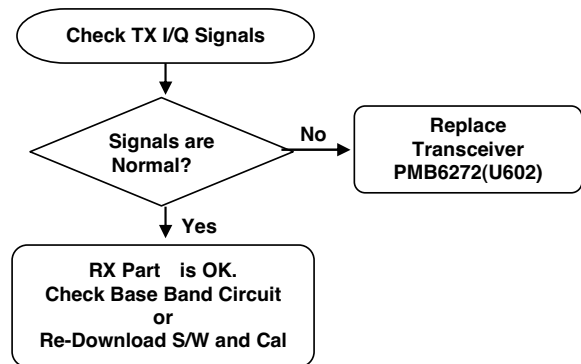 Check TX I/Q Signals
Signals are
Normal?
No
Replace
Transceiver
PMB6272(U602)
Yes
RX Part is OK.
Check Base Band Circuit
or
Re-Download S/W and Cal